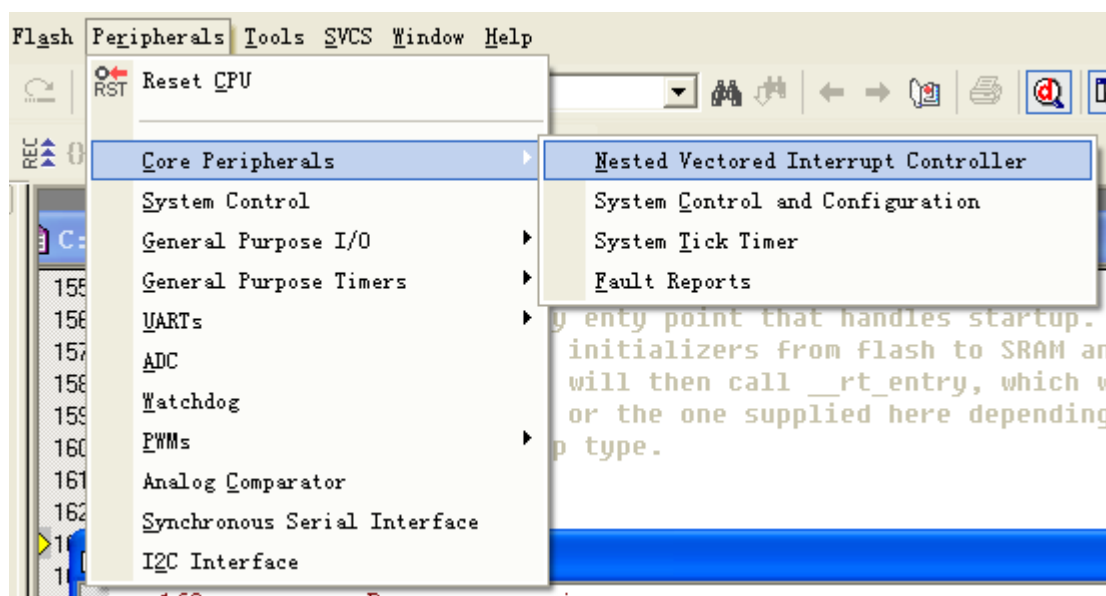 Flash Peripherals Tools SVCS Window Help
RST Reset CPU
REC {}
Core Peripherals
Nested Vectored Interrupt Controller
System Control
System Control and Configuration
C:
General Purpose I/O
System Tick Timer
General Purpose Timers
Fault Reports
155
156 UARTs y enty point that handles startup.
157 initializers from flash to SRAM an
ADC
158 will then call __rt_entry, which w
159 Watchdog or the one supplied here depending
160 PWMs p type.
161
Analog Comparator
162
Synchronous Serial Interface
I2C Interface